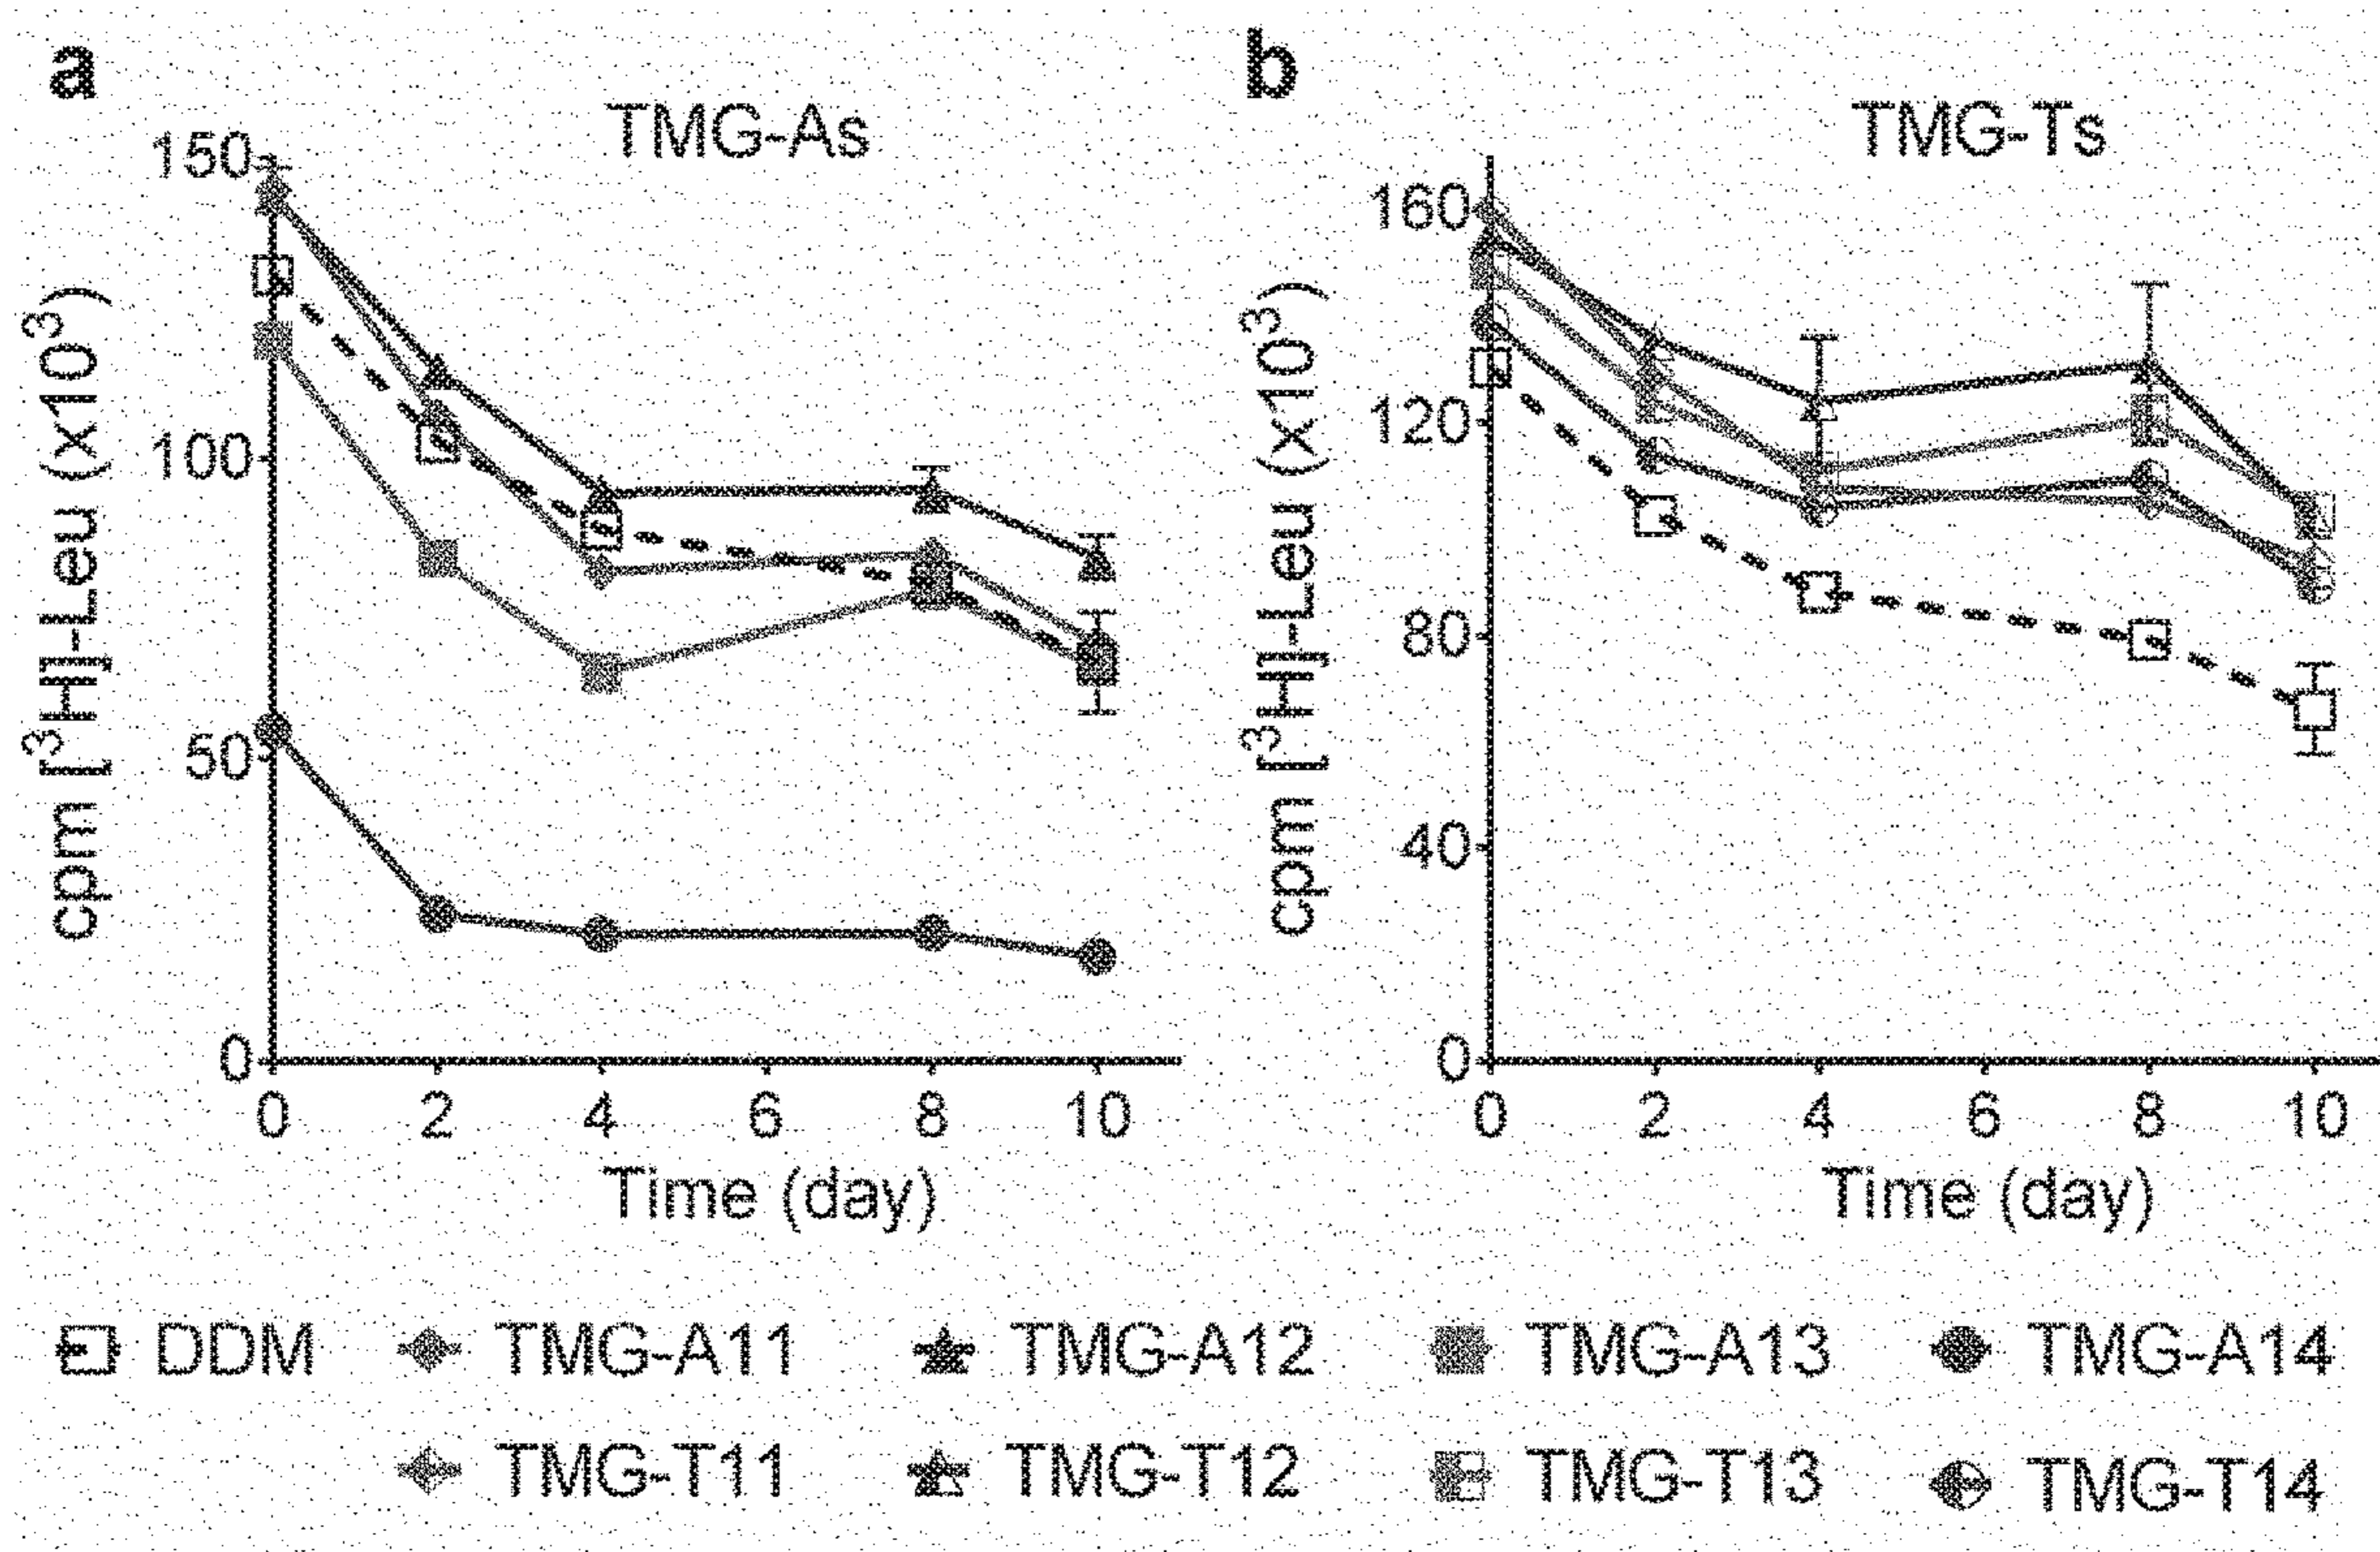 a
TMG-As
cpm [³H]-Leu (x10³)
150
100
50
0
0 2 4 6 8 10
Time (day)
b
TMG-Ts
cpm [³H]-Leu (x10³)
160
120
80
40
0
0 2 4 6 8 10
Time (day)
DDM TMG-A11 TMG-A12 TMG-A13 TMG-A14
TMG-T11 TMG-T12 TMG-T13 TMG-T14